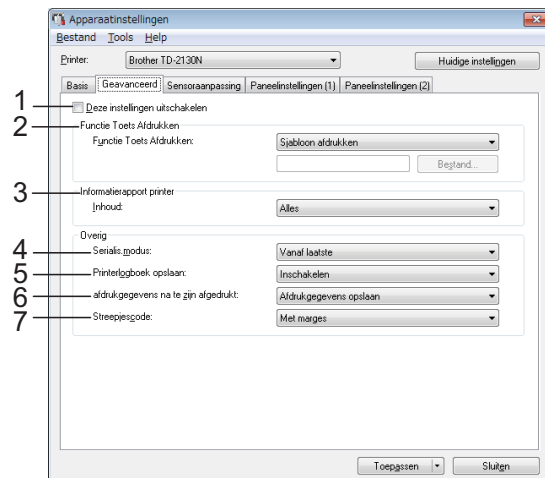 Apparaatinstellingen
Bestand Tools Help
Printer: Brother TD-2130N Huidige instellingen
Basis Geavanceerd Sensoraanpassing Paneelinstellingen (1) Paneelinstellingen (2)
1 Deze instellingen uitschakelen
2 Functie Toets Afdrukken
Functie Toets Afdrukken: Sjabloon afdrukken
Bestand...
3 Informatierapport printer
Inhoud: Alles
Overig
4 Serialis.modus: Vanaf laatste
5 Printerlogboek opslaan: Inschakelen
6 afdrukgegevens na te zijn afgedrukt: Afdrukgegevens opslaan
7 Streepjescode: Met marges
Toepassen Sluiten